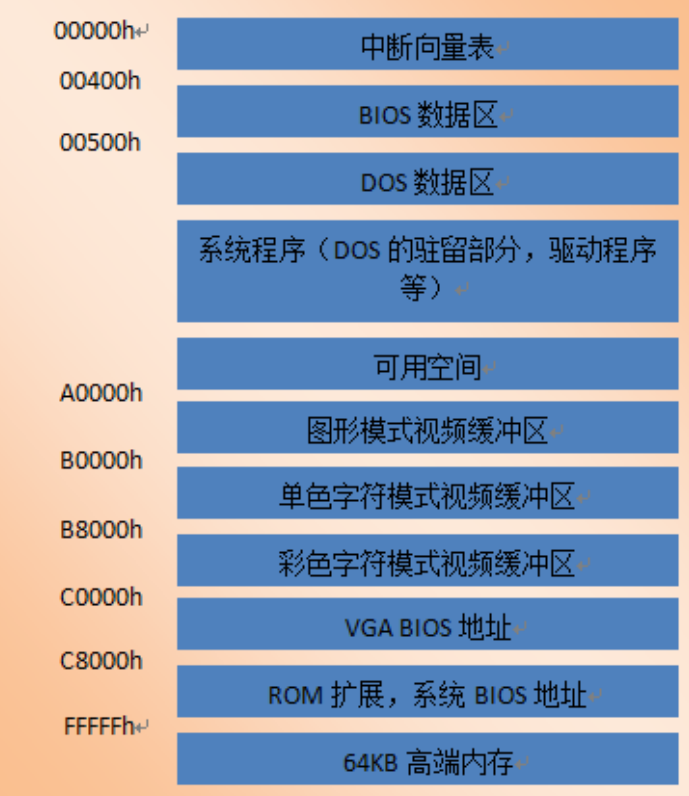 00000h
中断向量表
00400h
BIOS 数据区
00500h
DOS 数据区
系统程序（DOS 的驻留部分，驱动程序
等）
可用空间
A0000h
图形模式视频缓冲区
B0000h
单色字符模式视频缓冲区
B8000h
彩色字符模式视频缓冲区
C0000h
VGA BIOS 地址
C8000h
ROM 扩展，系统 BIOS 地址
FFFFFh
64KB 高端内存